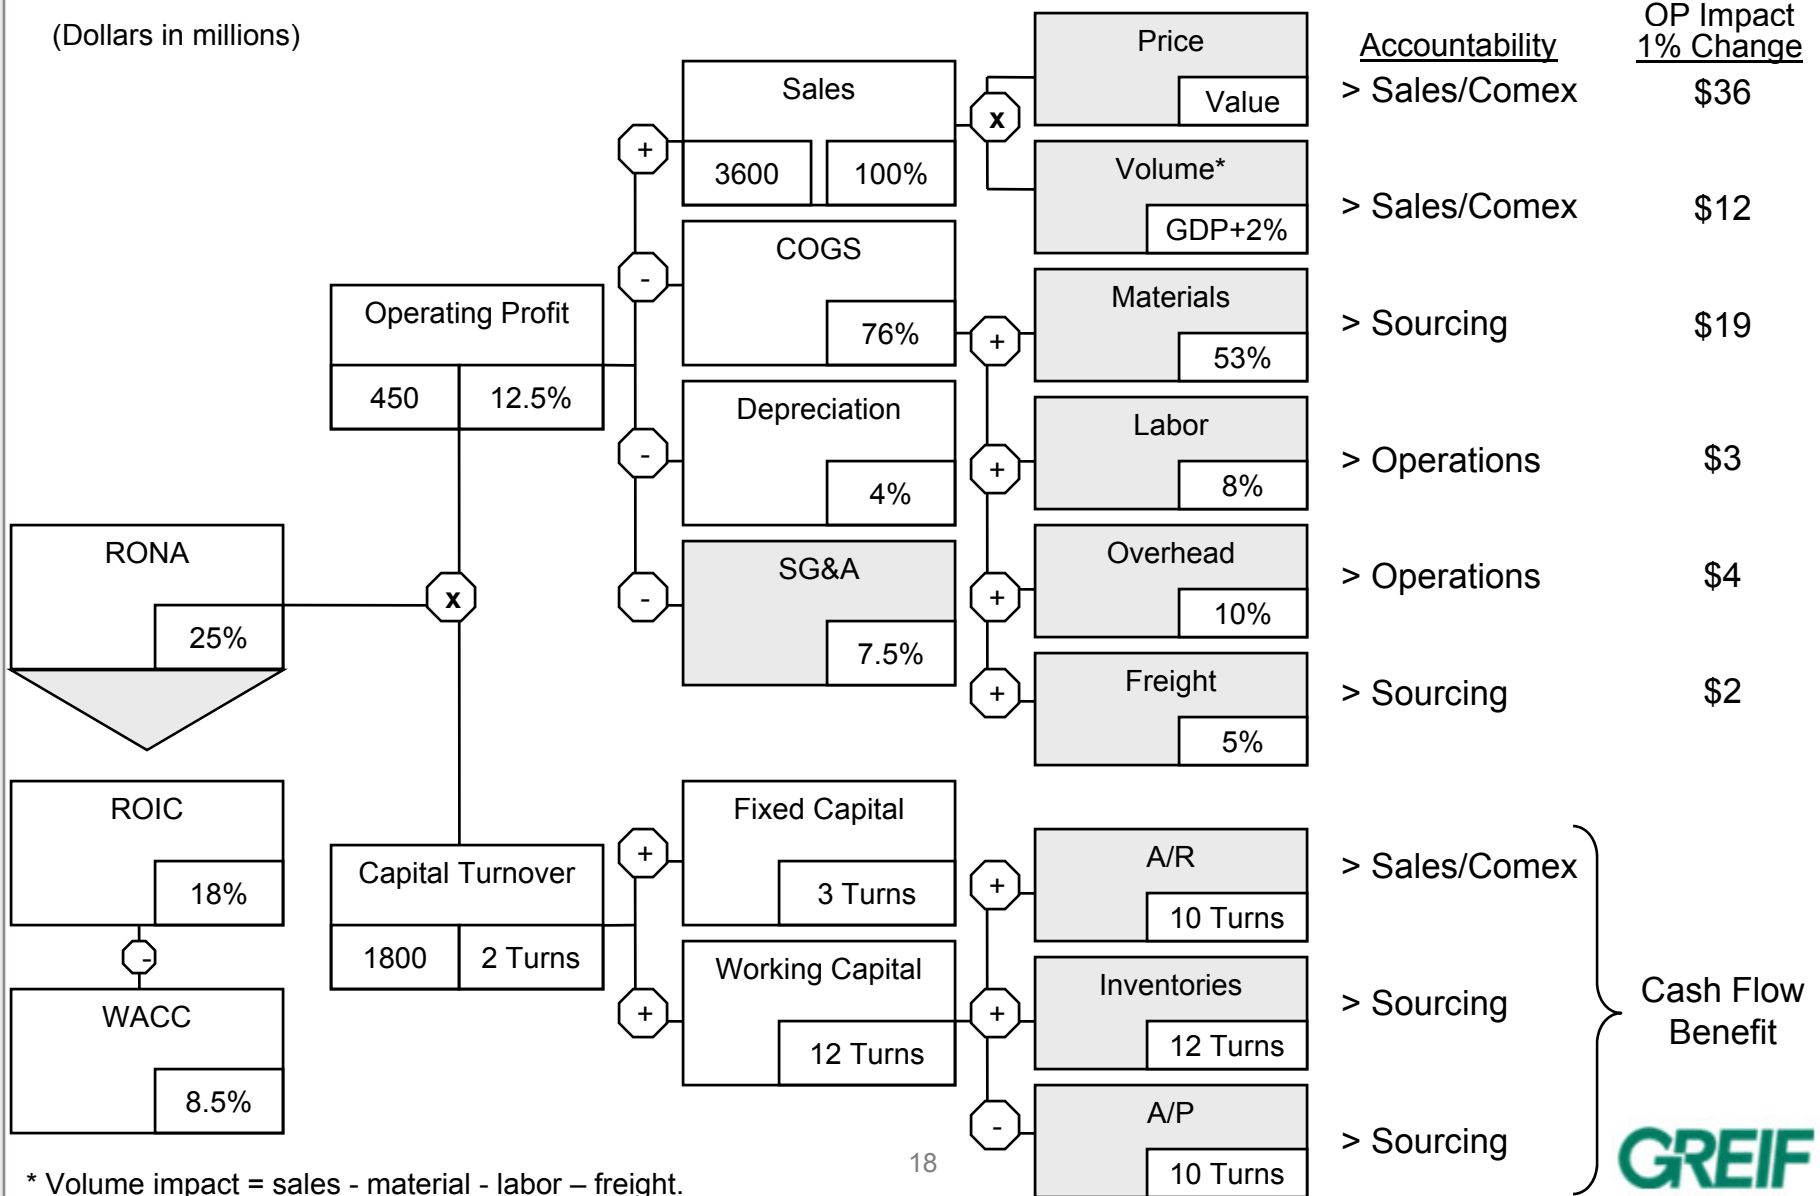 (Dollars in millions)
Accountability
OP Impact
1% Change
Price
Value
> Sales/Comex
$36
Sales
3600
100%
x
+
Volume*
GDP+2%
> Sales/Comex
$12
COGS
76%
-
Materials
53%
+
> Sourcing
$19
Operating Profit
450
12.5%
Depreciation
4%
-
Labor
8%
+
> Operations
$3
RONA
25%
x
SG&A
7.5%
-
Overhead
10%
+
> Operations
$4
Freight
5%
+
> Sourcing
$2
ROIC
18%
-
WACC
8.5%
Capital Turnover
1800
2 Turns
Fixed Capital
3 Turns
+
Working Capital
12 Turns
+
A/R
10 Turns
+
> Sales/Comex
Inventories
12 Turns
+
> Sourcing
A/P
10 Turns
-
> Sourcing
Cash Flow
Benefit
* Volume impact = sales - material - labor – freight.
18
GREIF